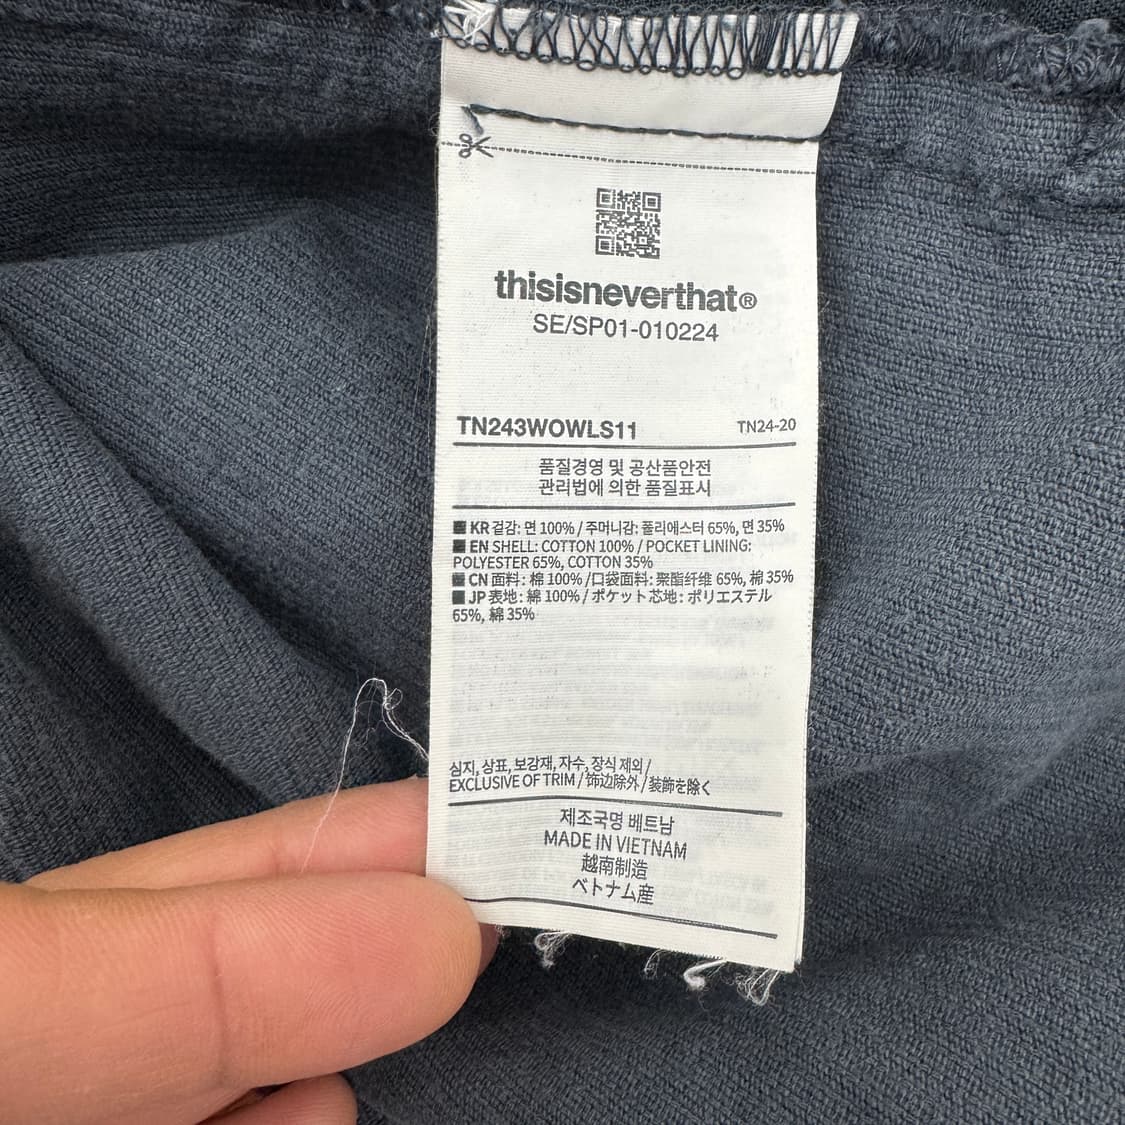 thisisneverthat®
SE/SP01-010224
TN243WOWLS11 TN24-20
품질경영 및 공산품안전
관리법에 의한 품질표시
KR 겉감: 면 100% / 주머니감: 폴리에스터 65%, 면 35%
EN SHELL: COTTON 100% / POCKET LINING:
POLYESTER 65%, COTTON 35%
CN 面料: 棉 100% /口袋面料: 聚酯纤维 65%, 棉 35%
JP 表地: 綿 100% / ポケット芯地: ポリエステル
65%, 綿 35%
심지, 상표, 보강재, 자수, 장식 제외 /
EXCLUSIVE OF TRIM / 饰边除外 / 装飾を除く
제조국명 베트남
MADE IN VIETNAM
越南制造
ベトナム産